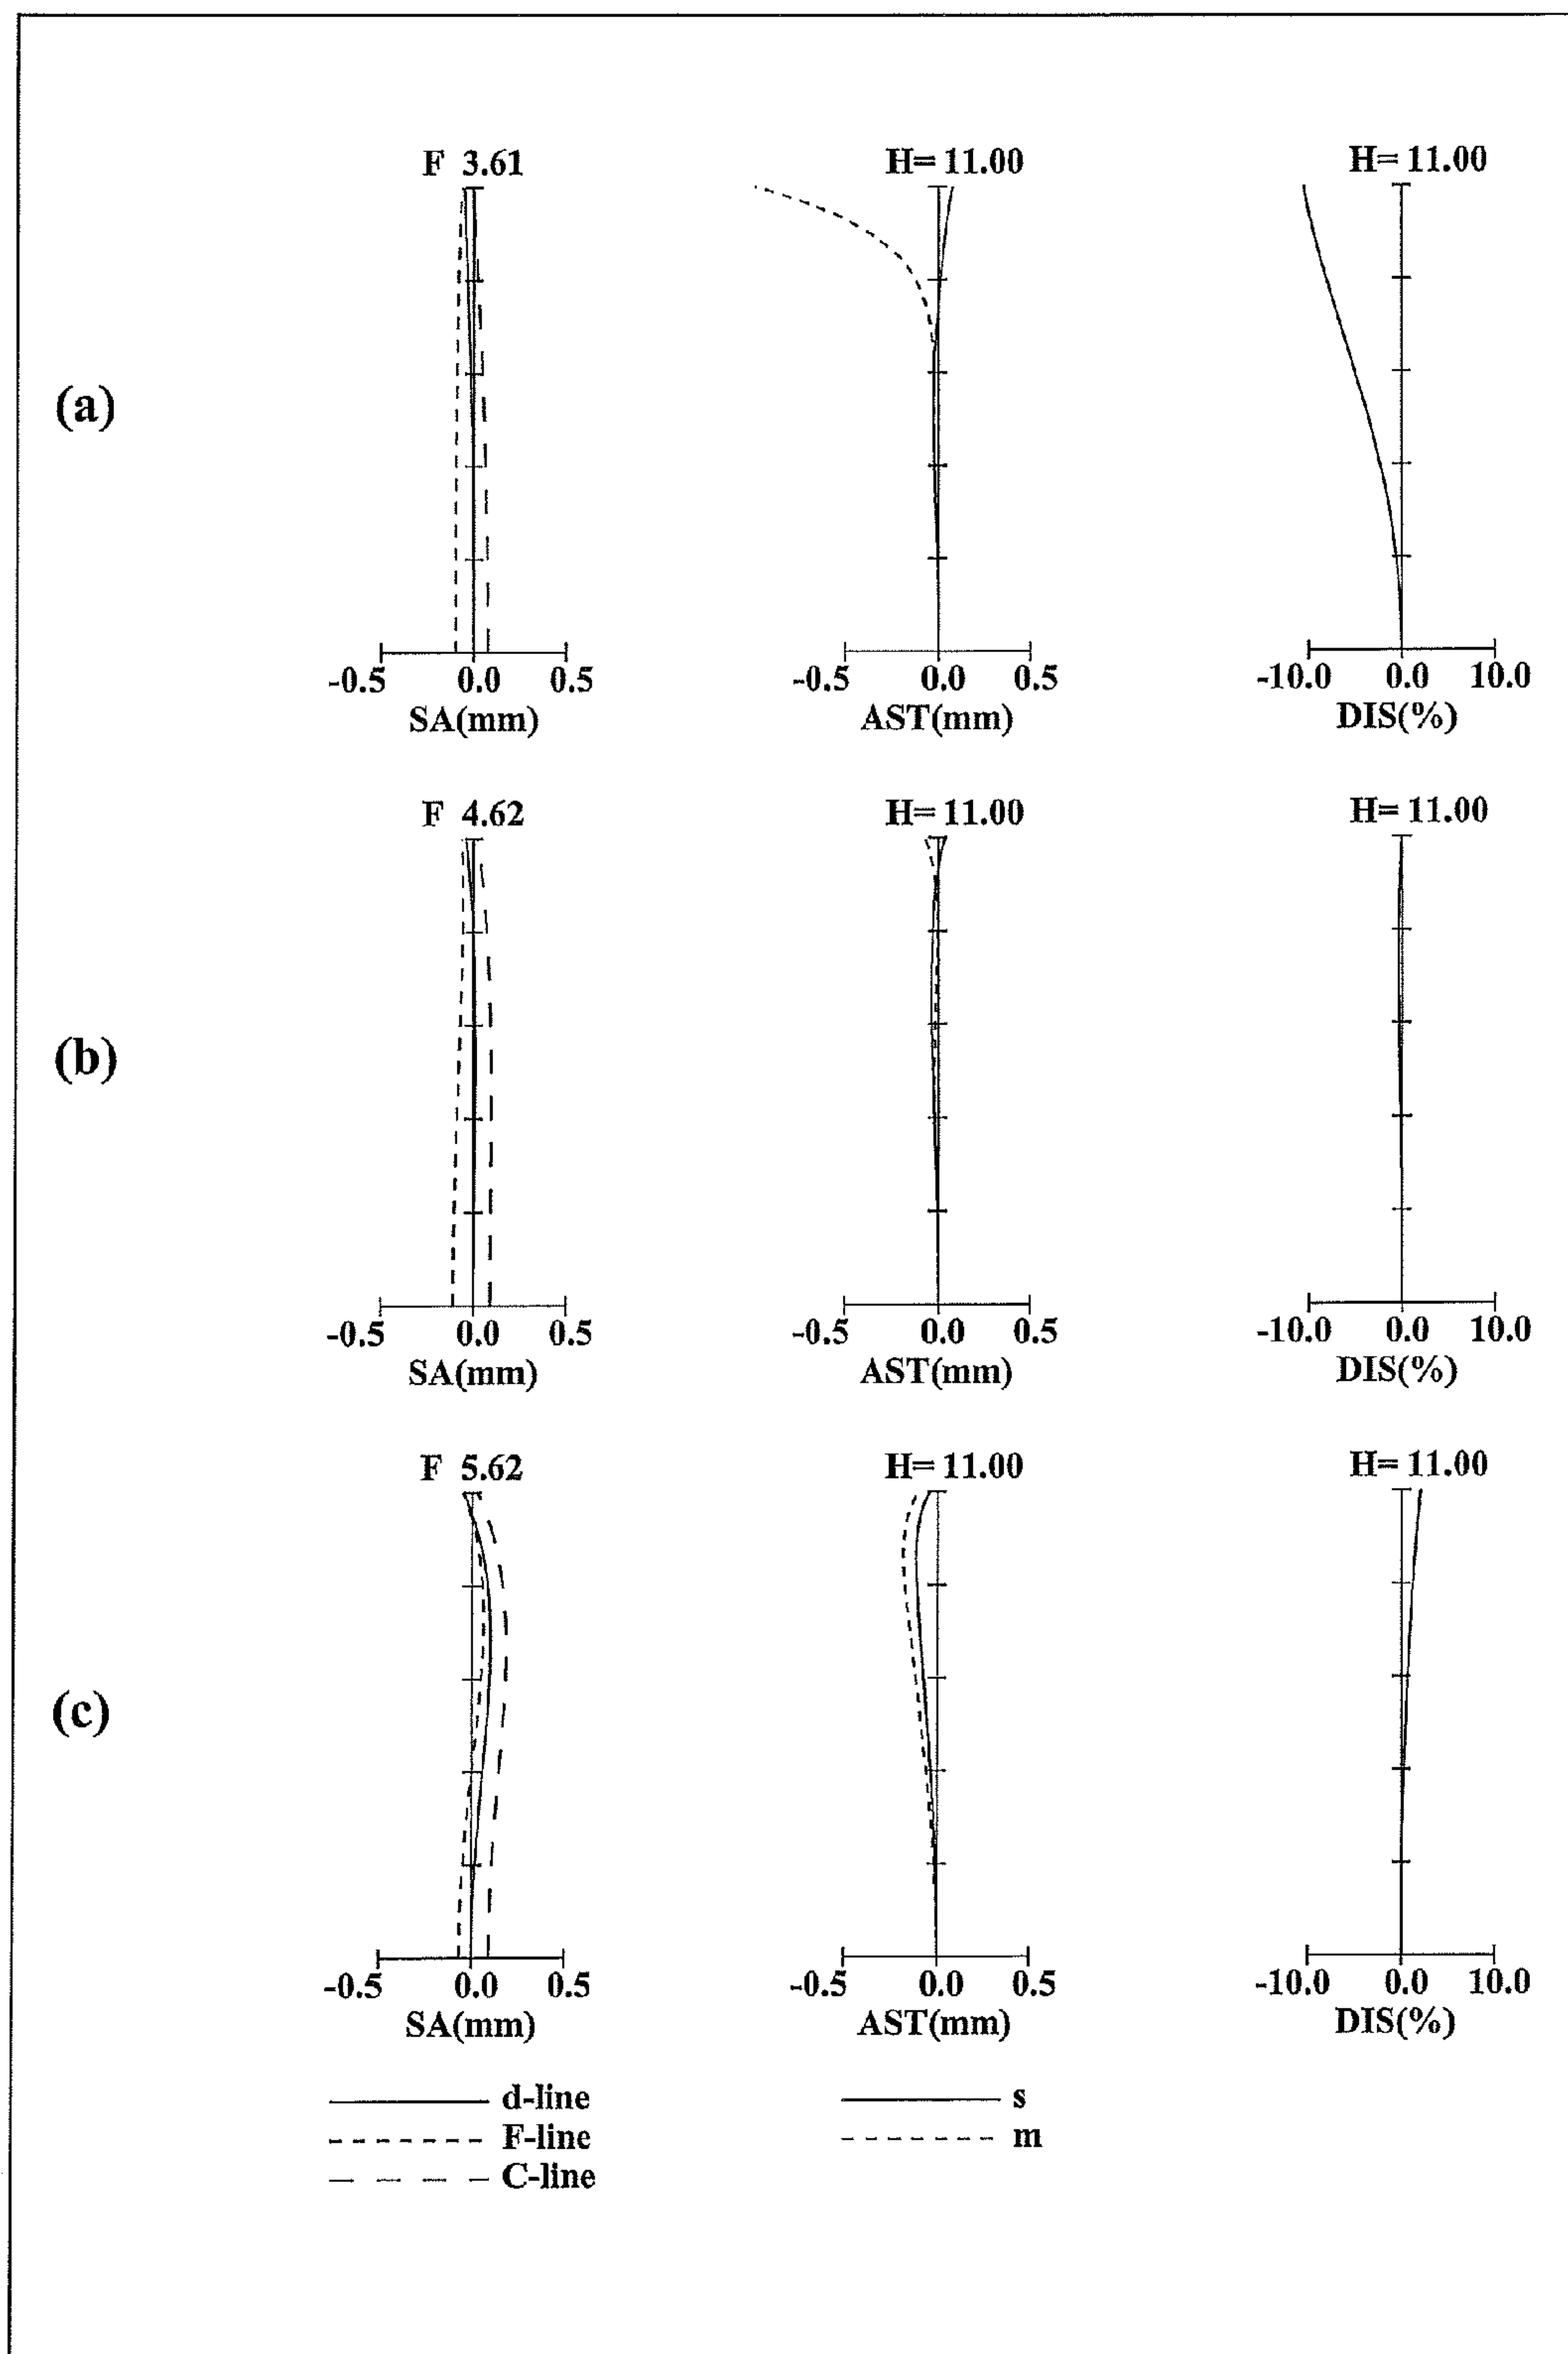 F 3.61 H= 11.00 H= 11.00
(a)
-0.5 0.0 0.5 -0.5 0.0 0.5 -10.0 0.0 10.0
SA(mm) AST(mm) DIS(%)
F 4.62 H= 11.00 H= 11.00
(b)
-0.5 0.0 0.5 -0.5 0.0 0.5 -10.0 0.0 10.0
SA(mm) AST(mm) DIS(%)
F 5.62 H= 11.00 H= 11.00
(c)
-0.5 0.0 0.5 -0.5 0.0 0.5 -10.0 0.0 10.0
SA(mm) AST(mm) DIS(%)
d-line s
F-line m
C-line